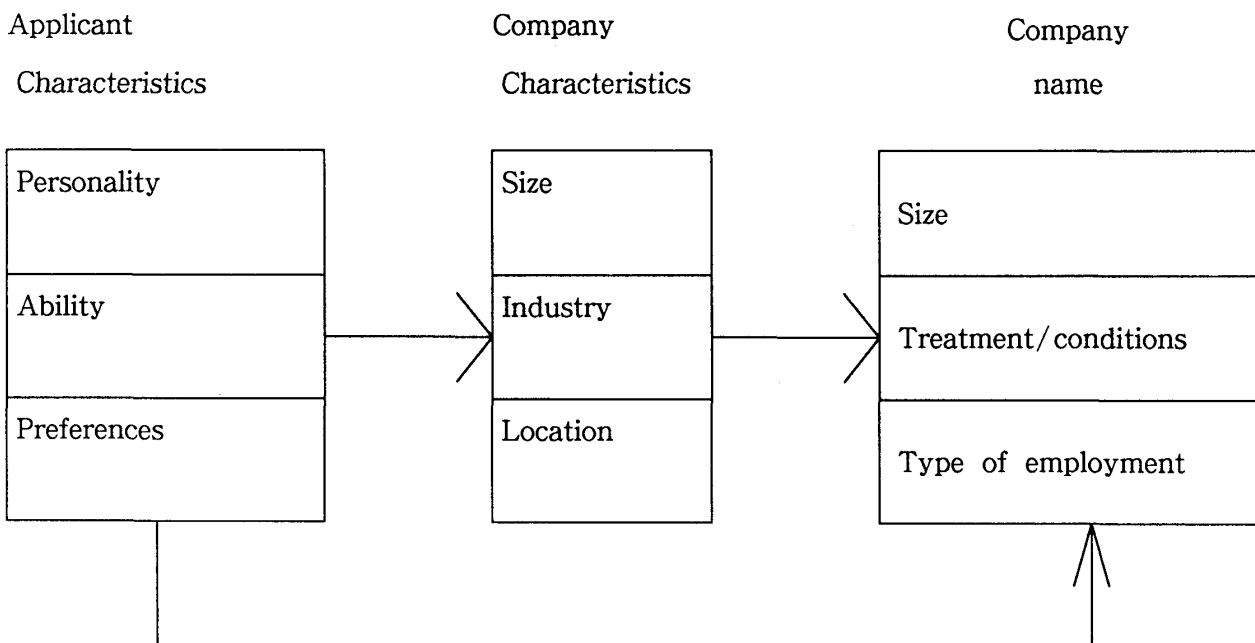 Applicant
Characteristics
Company
Characteristics
Company
name
Personality
Ability
Preferences
Size
Industry
Location
Size
Treatment/conditions
Type of employment